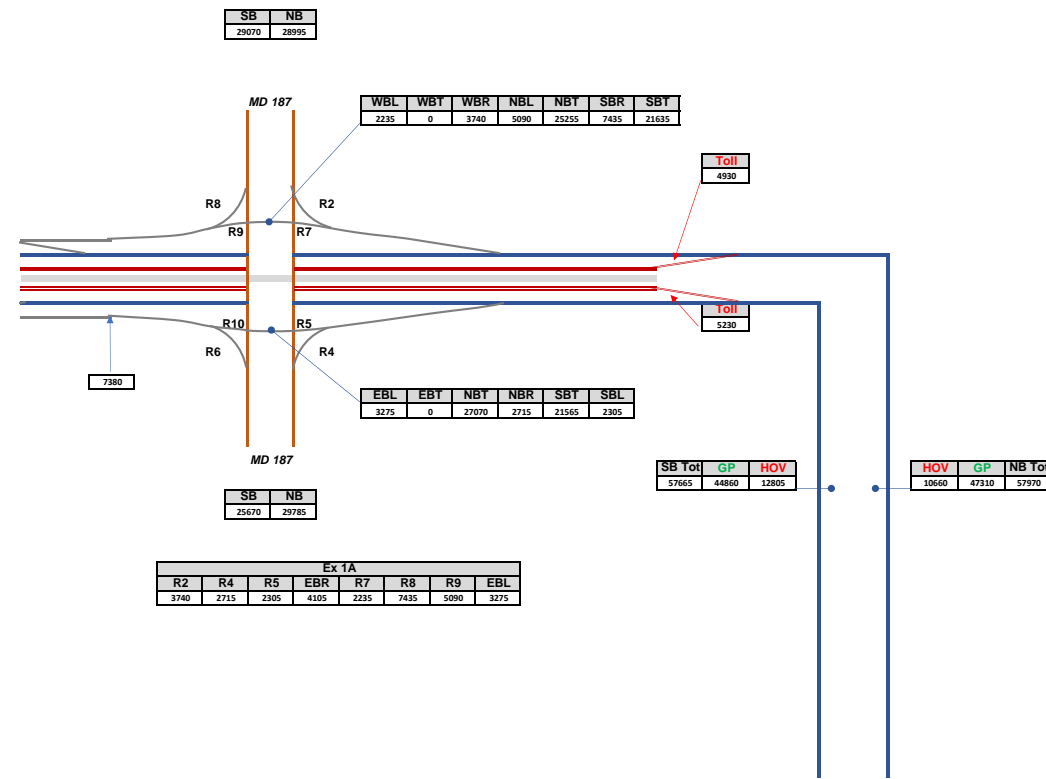 SB NB
29070 28995
MD 187
WBL WBT WBR NBL NBT SBR SBT
2235 0 3740 5090 25255 7435 21635
Toll
4930
R8 R2
R9 R7
R10 R5
R6 R4
Toll
5230
7380
EBL EBT NBT NBR SBT SBL
3275 0 27070 2715 21565 2305
MD 187
SB Tot GP HOV
57665 44860 12805
HOV GP NB Tot
10660 47310 57970
SB NB
25670 29785
Ex 1A
R2 R4 R5 EBR R7 R8 R9 EBL
3740 2715 2305 4105 2235 7435 5090 3275